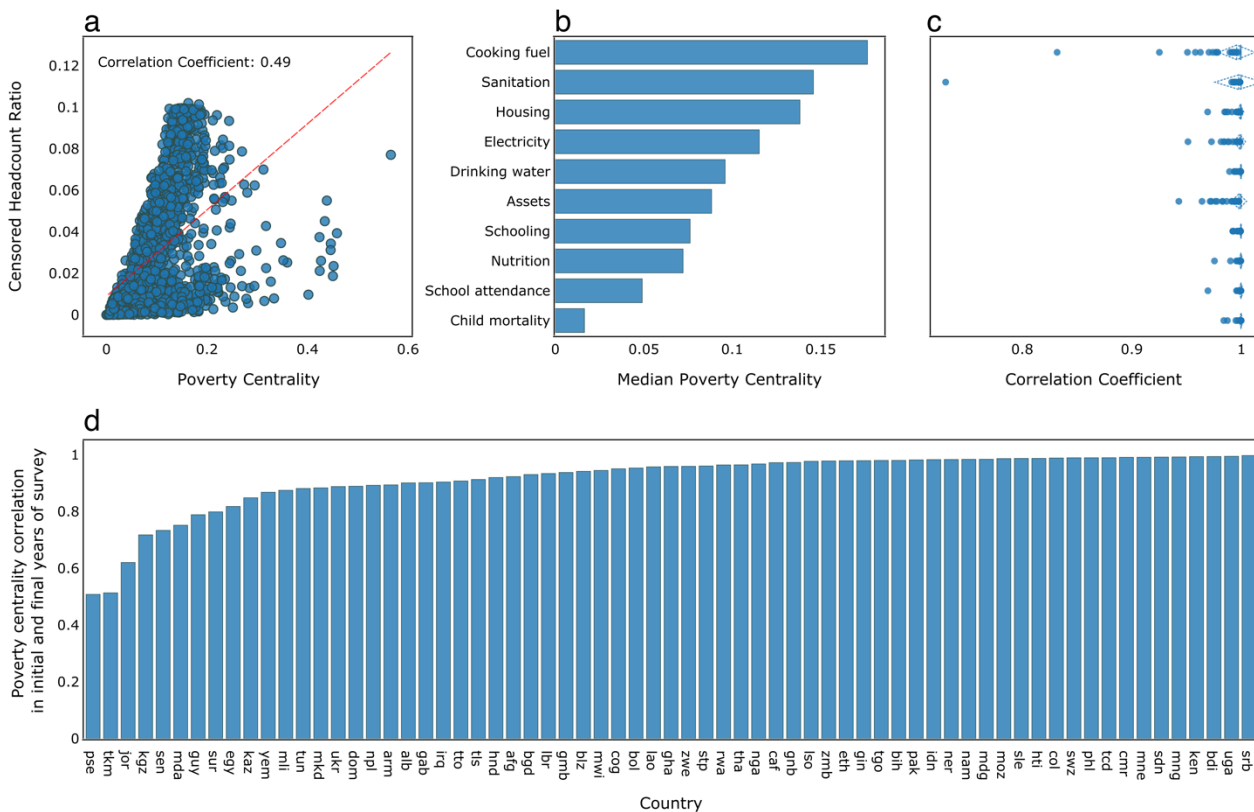 a
Correlation Coefficient: 0.49
Censored Headcount Ratio
0.12
0.1
0.08
0.06
0.04
0.02
0
0 0.2 0.4 0.6
Poverty Centrality
b
Cooking fuel
Sanitation
Housing
Electricity
Drinking water
Assets
Schooling
Nutrition
School attendance
Child mortality
0 0.05 0.1 0.15
Median Poverty Centrality
c
0.8 0.9 1
Correlation Coefficient
d
Poverty centrality correlation
in initial and final years of survey
1
0.8
0.6
0.4
0.2
0
pse tkm jor kgz sen mda guy sur egy kaz yem mli tun mkd ukr dom npl arm alb gab irq tto tls hnd afg bgd lbr gmb blz mwi cog bol lao gha zwe stp rwa tha nga caf gnb lso zmb eth gin tgo bih pak idn ner nam mdg moz sle hti col swz phl tcd cmr mne sdn mng ken bdi uga srb
Country